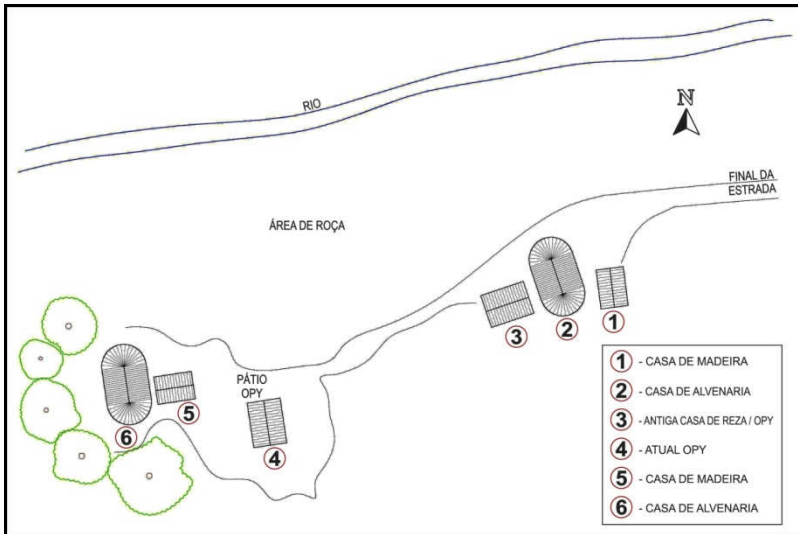 RIO
N
FINAL DA
ESTRADA
ÁREA DE ROÇA
1
2
3
PÁTIO
OPY
5
6
4
1 - CASA DE MADEIRA
2 - CASA DE ALVENARIA
3 - ANTIGA CASA DE REZA / OPY
4 - ATUAL OPY
5 - CASA DE MADEIRA
6 - CASA DE ALVENARIA